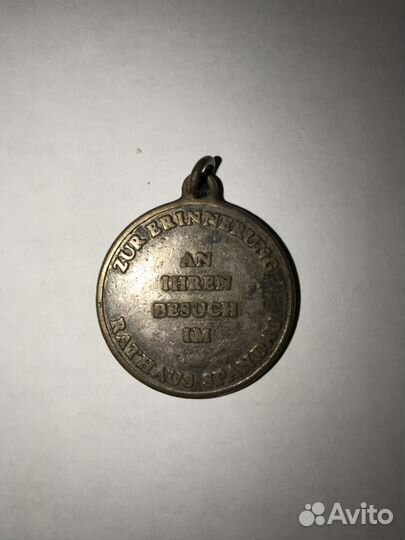 ZUR ERINNERUNG
AN
IHREN
BESUCH
IM
RATHAUS SPANDAU
Avito